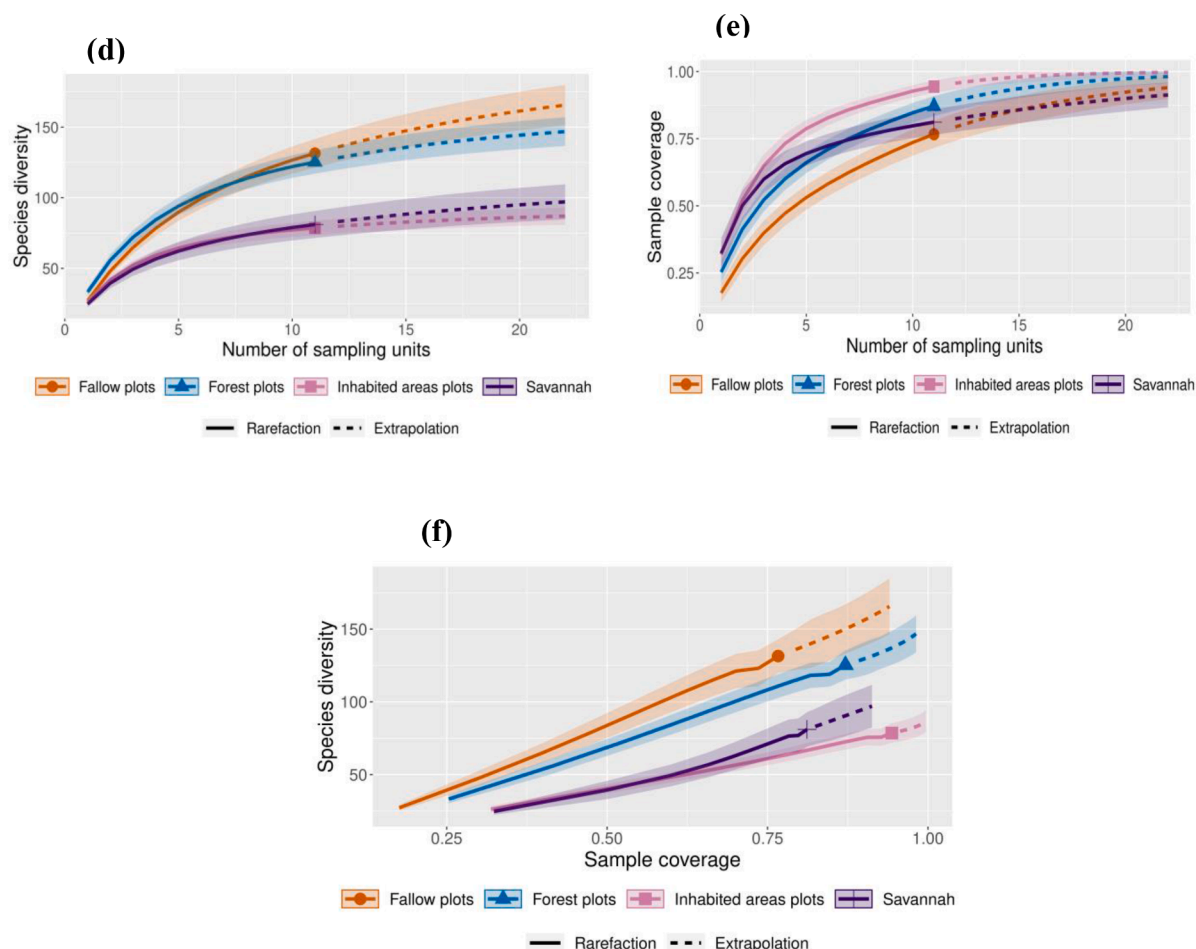 (d)
Species diversity
150
100
50
0 5 10 15 20
Number of sampling units
Fallow plots Forest plots Inhabited areas plots Savannah
Rarefaction Extrapolation
(e)
Sample coverage
1.00
0.75
0.50
0.25
0 5 10 15 20
Number of sampling units
Fallow plots Forest plots Inhabited areas plots Savannah
Rarefaction Extrapolation
(f)
Species diversity
150
100
50
0.25 0.50 0.75 1.00
Sample coverage
Fallow plots Forest plots Inhabited areas plots Savannah
Rarefaction Extrapolation